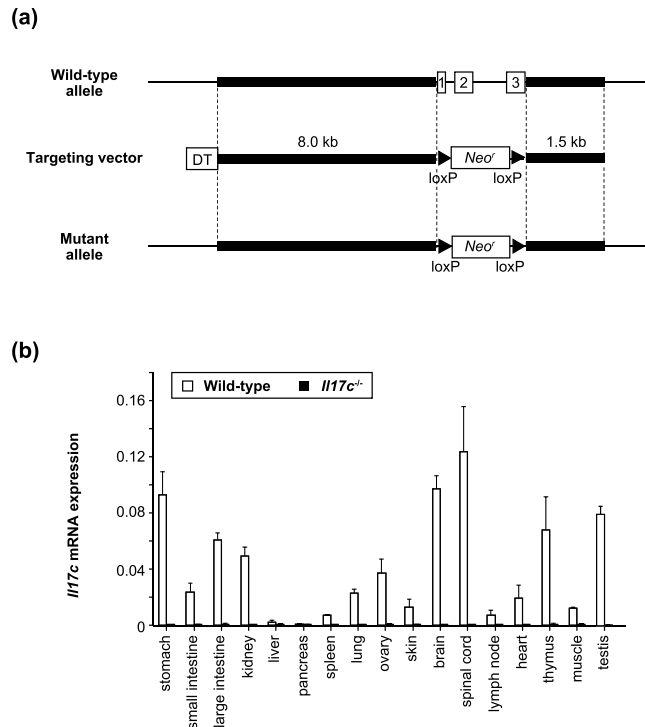 (a)
Wild-type
allele
1 2 3
Targeting vector
DT
8.0 kb
Neoʳ
1.5 kb
loxP loxP
Mutant
allele
Neoʳ
loxP loxP
(b)
Wild-type Il17c⁻/⁻
Il17c mRNA expression
0.16
0.12
0.08
0.04
0
stomach
small intestine
large intestine
kidney
liver
pancreas
spleen
lung
ovary
skin
brain
spinal cord
lymph node
heart
thymus
muscle
testis